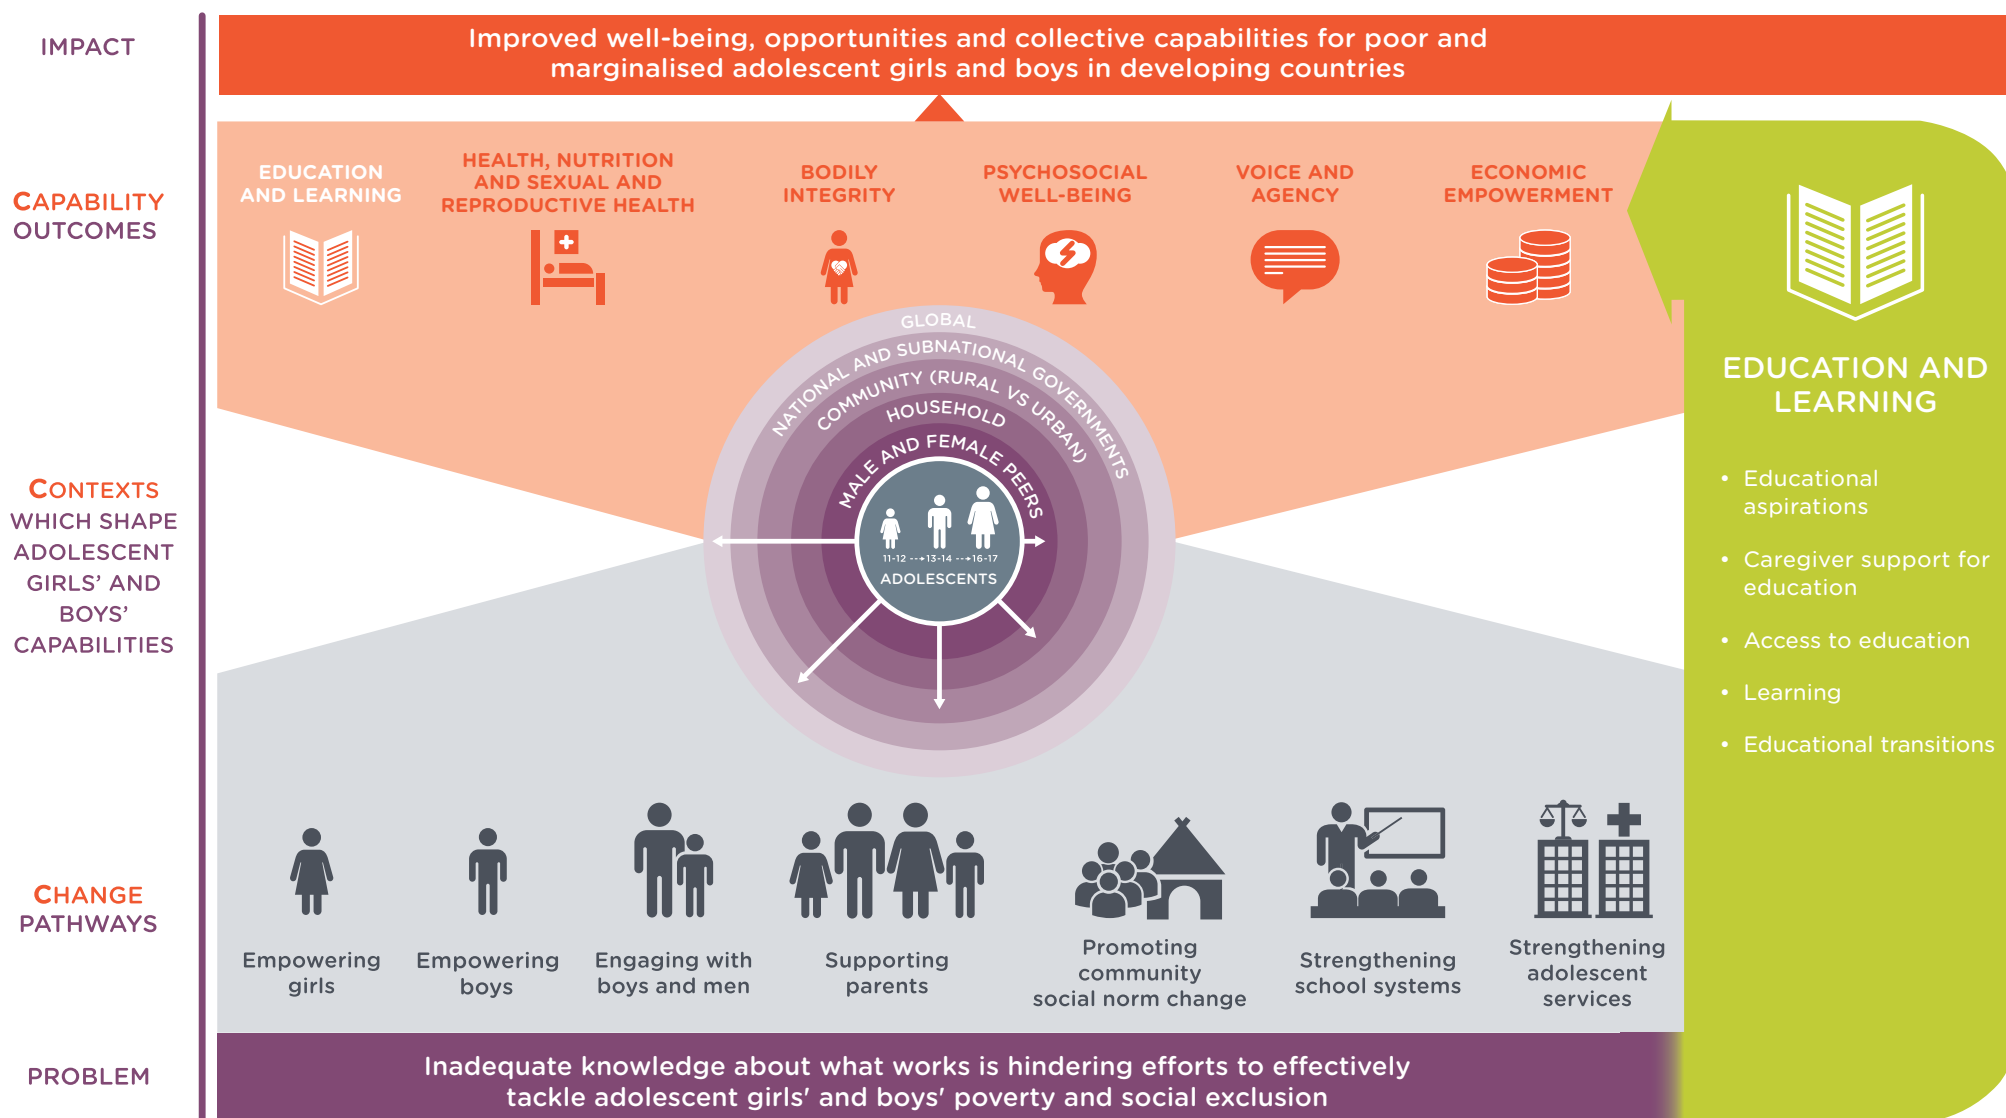 IMPACT
Improved well-being, opportunities and collective capabilities for poor and
marginalised adolescent girls and boys in developing countries
CAPABILITY
OUTCOMES
EDUCATION
AND LEARNING
HEALTH, NUTRITION
AND SEXUAL AND
REPRODUCTIVE HEALTH
BODILY
INTEGRITY
PSYCHOSOCIAL
WELL-BEING
VOICE AND
AGENCY
ECONOMIC
EMPOWERMENT
CONTEXTS
WHICH SHAPE
ADOLESCENT
GIRLS’ AND
BOYS’
CAPABILITIES
GLOBAL
NATIONAL AND SUBNATIONAL GOVERNMENTS
COMMUNITY (RURAL VS URBAN)
HOUSEHOLD
MALE AND FEMALE PEERS
11-12 --→ 13-14 --→ 16-17
ADOLESCENTS
EDUCATION AND
LEARNING
• Educational
aspirations
• Caregiver support for
education
• Access to education
• Learning
• Educational transitions
CHANGE
PATHWAYS
Empowering
girls
Empowering
boys
Engaging with
boys and men
Supporting
parents
Promoting
community
social norm change
Strengthening
school systems
Strengthening
adolescent
services
PROBLEM
Inadequate knowledge about what works is hindering efforts to effectively
tackle adolescent girls' and boys' poverty and social exclusion